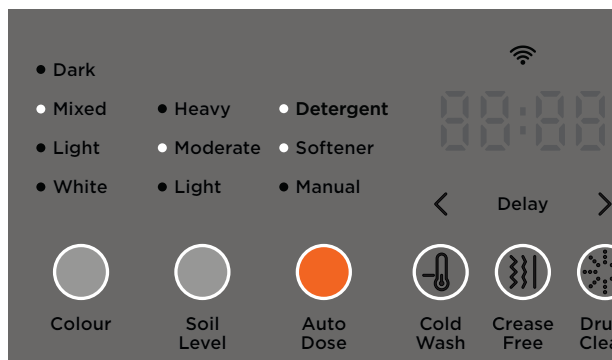 Dark
Mixed
Heavy
Detergent
Light
Moderate
Softener
White
Light
Manual
Delay
Colour
Soil
Level
Auto
Dose
Cold
Wash
Crease
Free